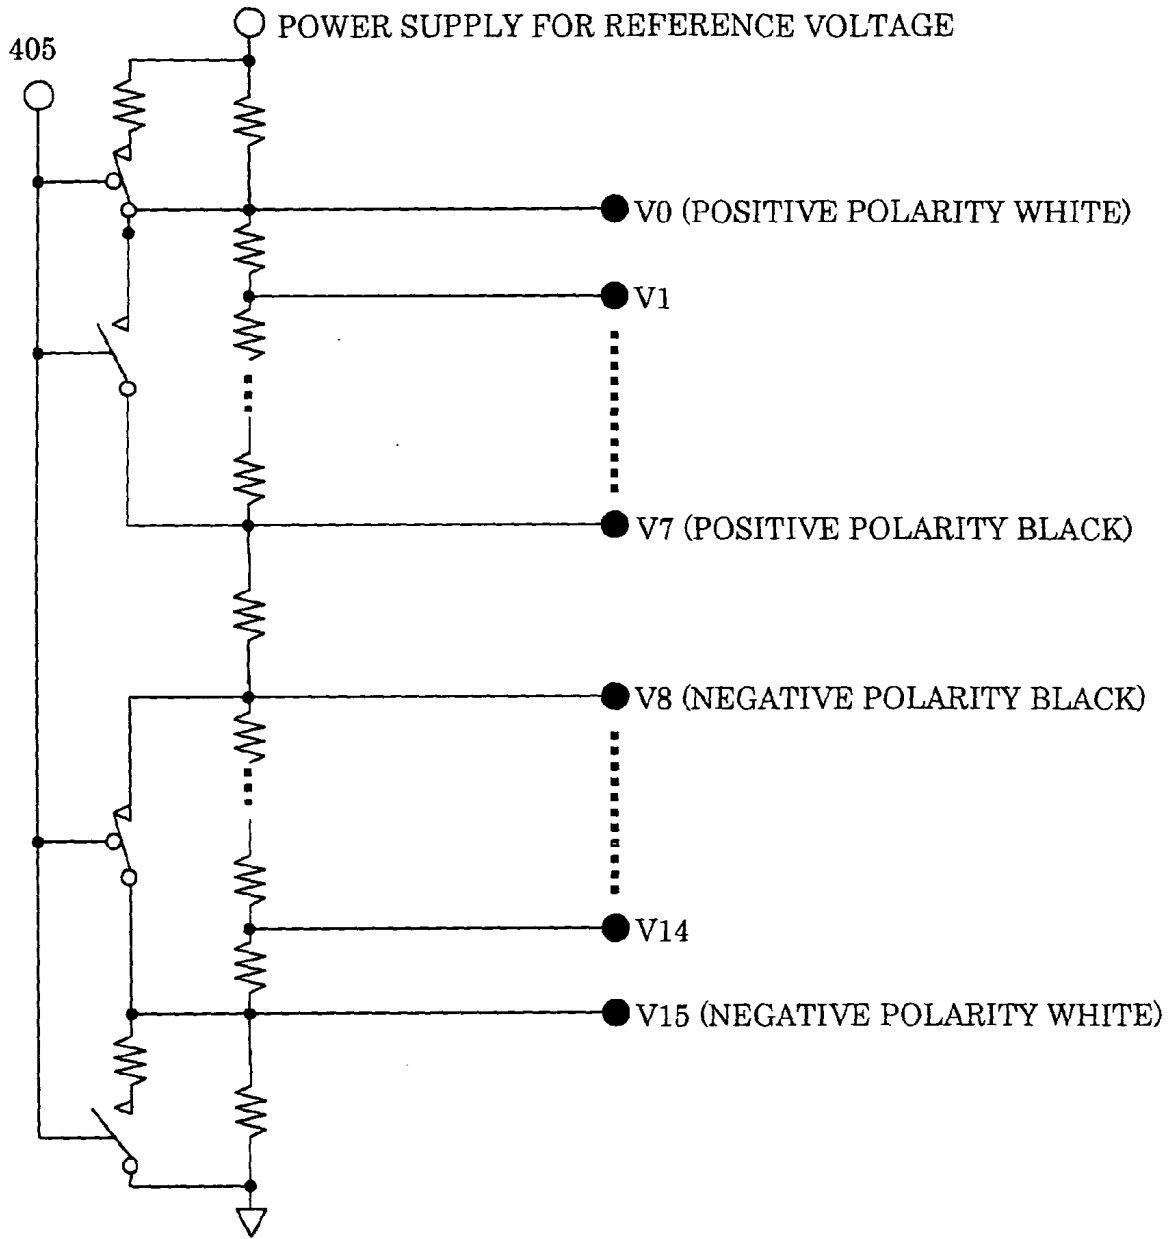 POWER SUPPLY FOR REFERENCE VOLTAGE
405
V0 (POSITIVE POLARITY WHITE)
V1
V7 (POSITIVE POLARITY BLACK)
V8 (NEGATIVE POLARITY BLACK)
V14
V15 (NEGATIVE POLARITY WHITE)